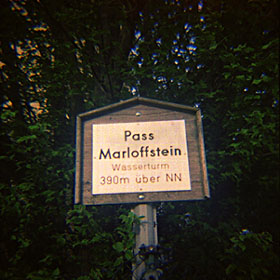 Pass
Marloffstein
Wasserturm
390m über NN